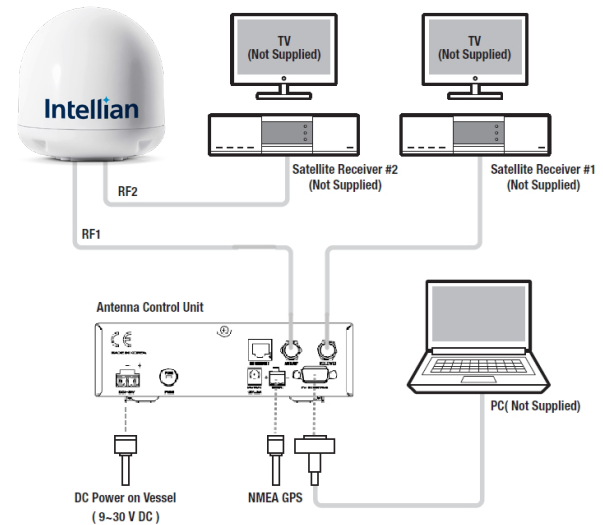 TV
(Not Supplied)
TV
(Not Supplied)
Intellian
Satellite Receiver #2
(Not Supplied)
Satellite Receiver #1
(Not Supplied)
RF2
RF1
Antenna Control Unit
CE
PC( Not Supplied)
DC Power on Vessel
( 9~30 V DC )
NMEA GPS